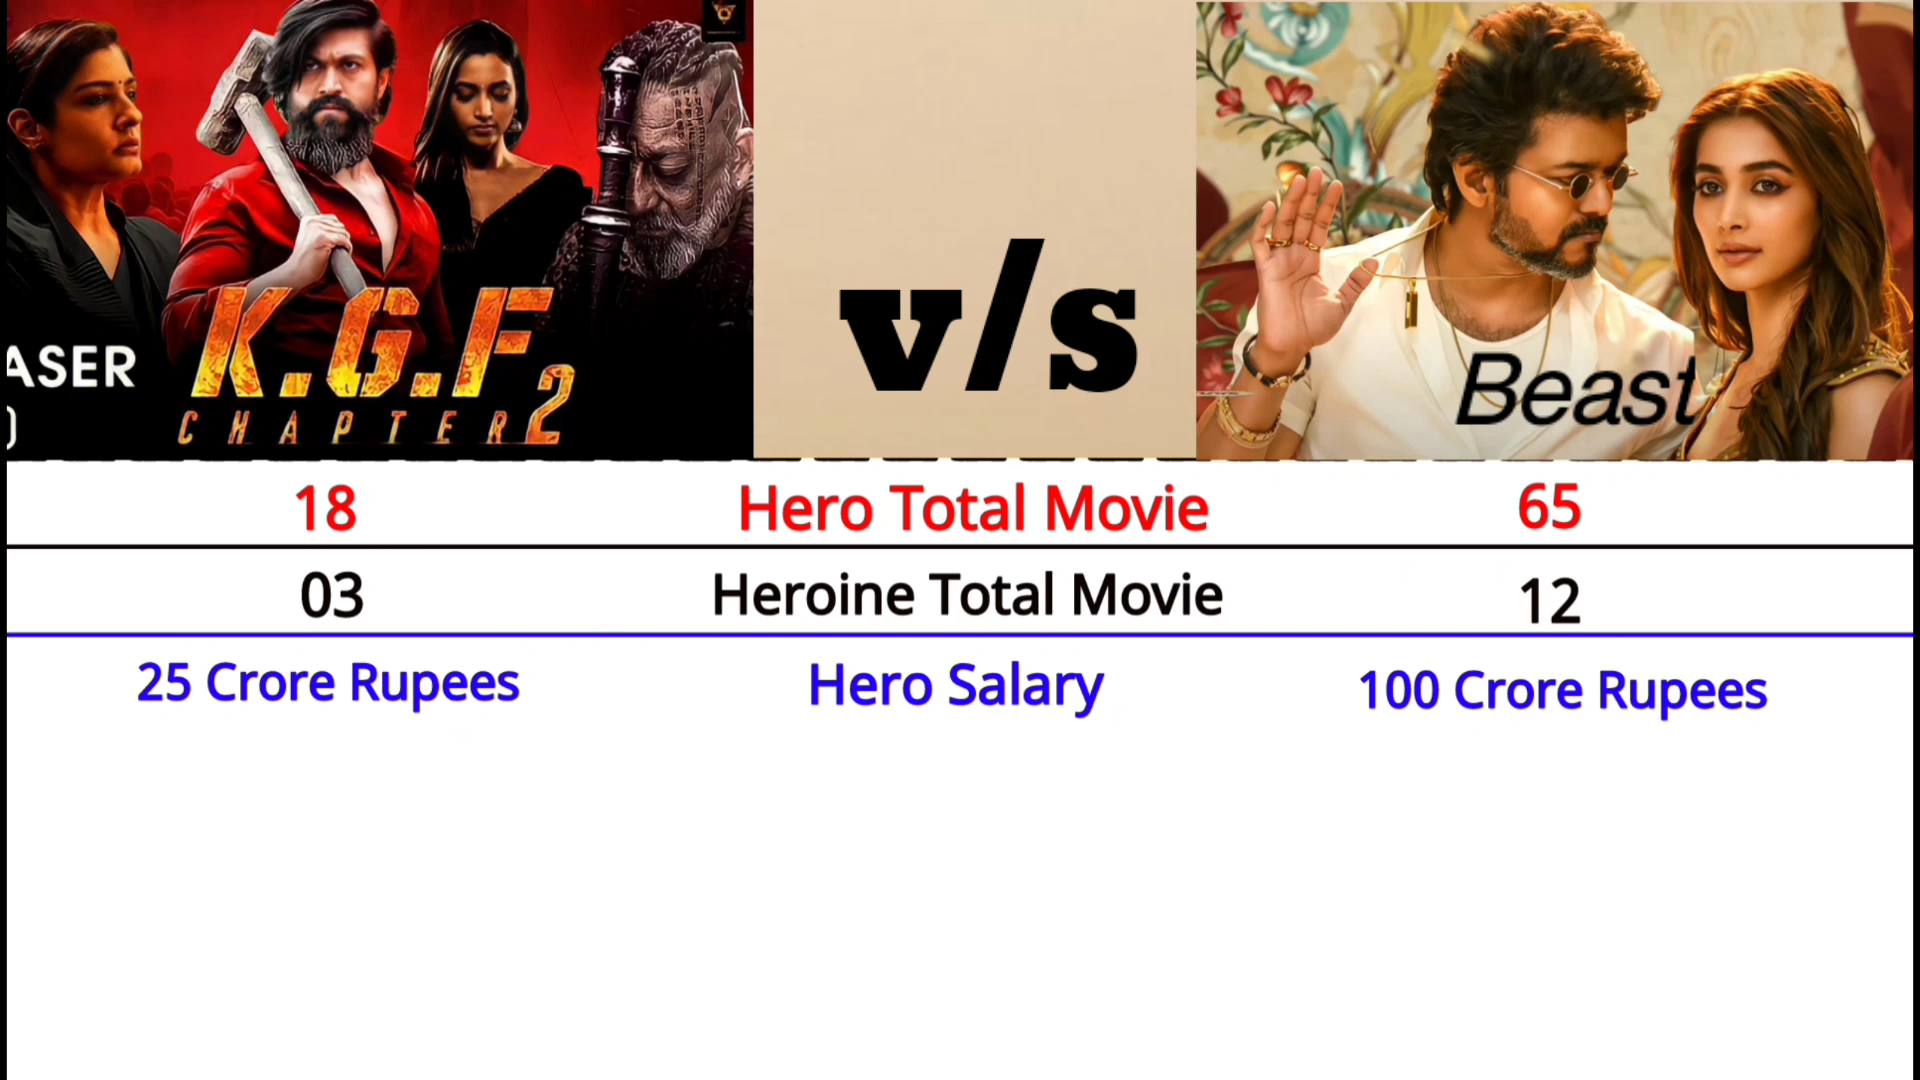 ASER
K.G.F
CHAPTER 2
v/s
Beast
18 Hero Total Movie 65
03 Heroine Total Movie 12
25 Crore Rupees Hero Salary 100 Crore Rupees